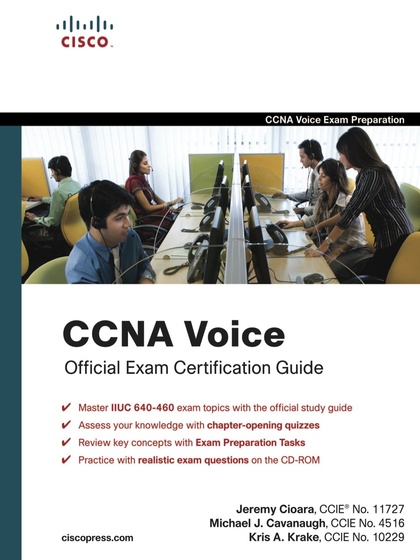 CISCO™
CCNA Voice Exam Preparation
CCNA Voice
Official Exam Certification Guide
✔ Master IIUC 640-460 exam topics with the official study guide
✔ Assess your knowledge with chapter-opening quizzes
✔ Review key concepts with Exam Preparation Tasks
✔ Practice with realistic exam questions on the CD-ROM
Jeremy Cioara, CCIE® No. 11727
Michael J. Cavanaugh, CCIE No. 4516
ciscopress.com
Kris A. Krake, CCIE No. 10229